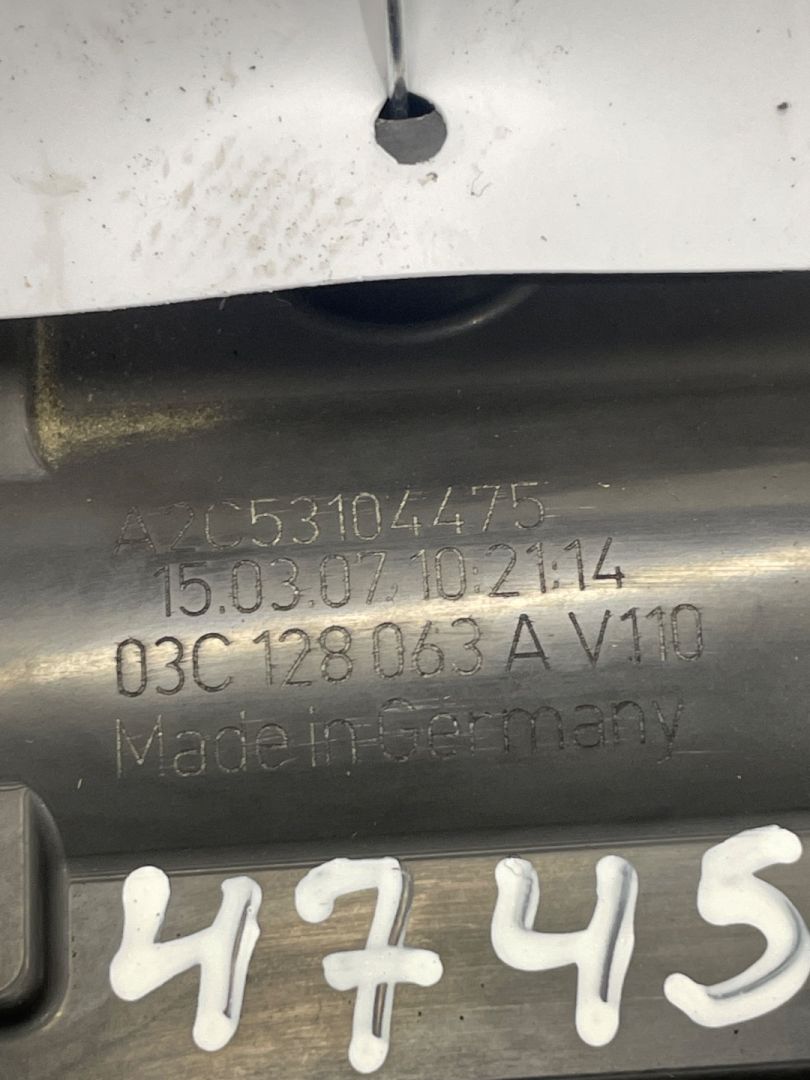 A2C53104475
15.03.07 10:21:14
03C 128 063 A V110
Made in Germany
4745